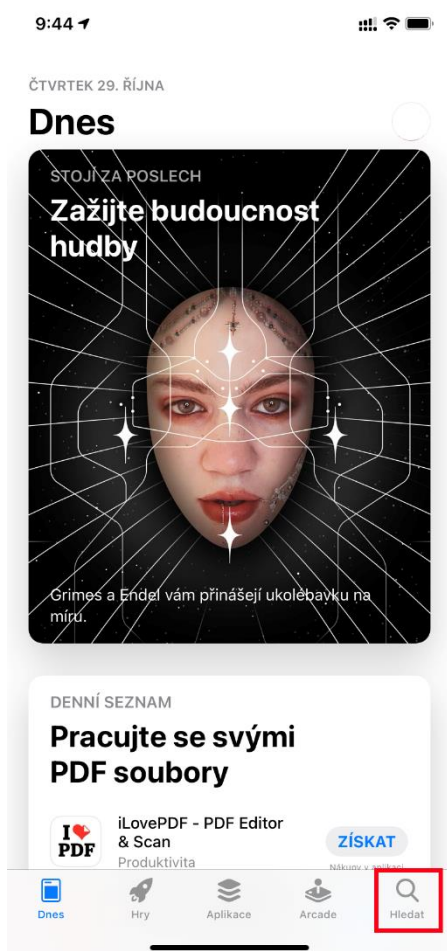 9:44
ČTVRTEK 29. ŘÍJNA
Dnes
STOJÍ ZA POSLECH
Zažijte budoucnost
hudby
Grimes a Endel vám přinášejí ukolébavku na
míru.
DENNÍ SEZNAM
Pracujte se svými
PDF soubory
I PDF
iLovePDF - PDF Editor
& Scan
Produktivita
ZÍSKAT
Nákupy v aplikaci
Dnes
Hry
Aplikace
Arcade
Hledat